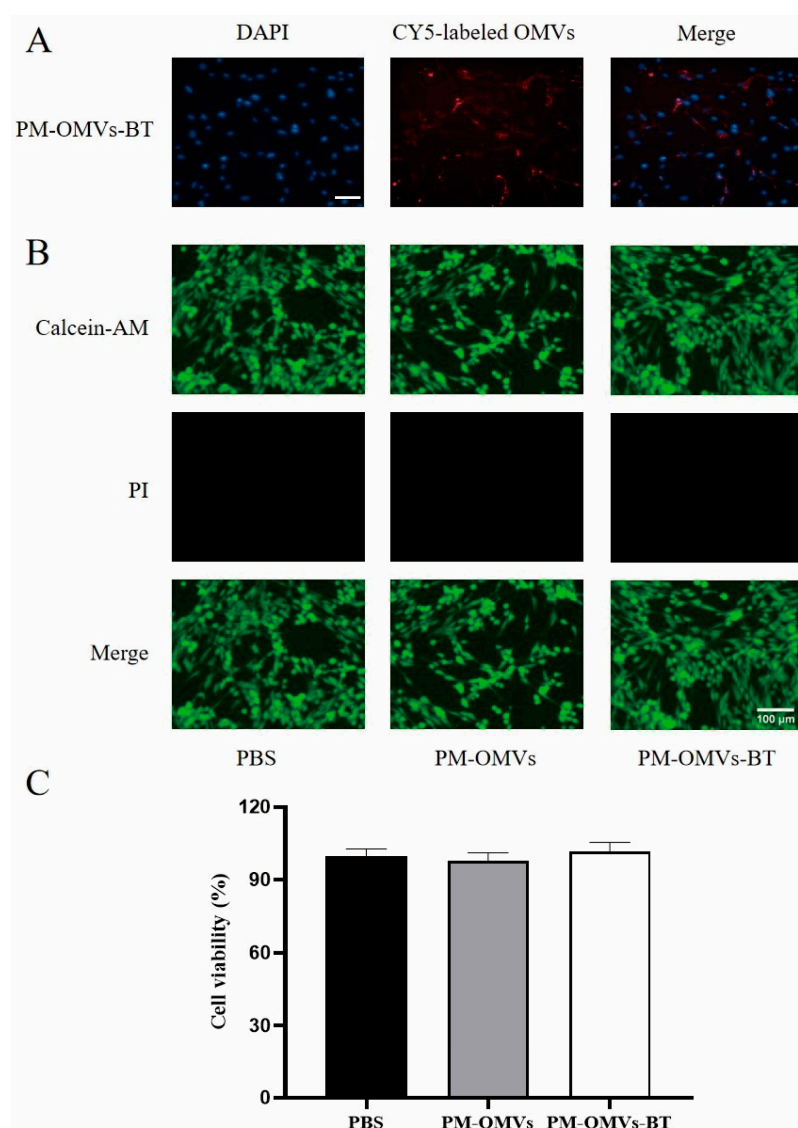 A
DAPI CY5-labeled OMVs Merge
PM-OMVs-BT
B
Calcein-AM
PI
Merge
100 μm
PBS PM-OMVs PM-OMVs-BT
C
Cell viability (%)
120
90
60
30
0
PBS PM-OMVs PM-OMVs-BT